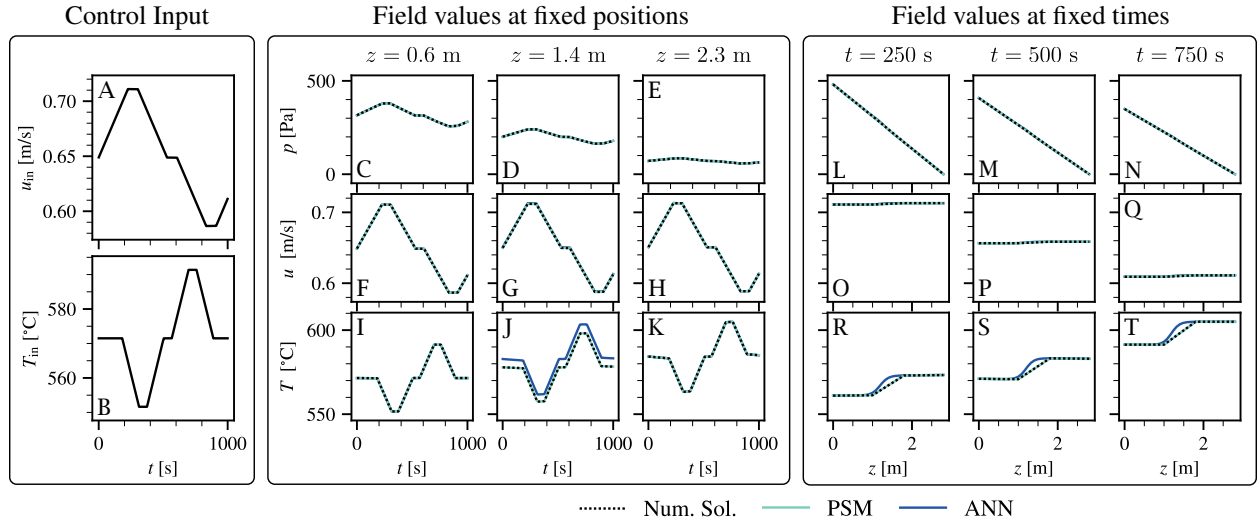 Control Input
Field values at fixed positions
Field values at fixed times
z = 0.6 m
z = 1.4 m
z = 2.3 m
t = 250 s
t = 500 s
t = 750 s
A
0.70
0.65
0.60
u_in [m/s]
B
580
560
T_in [°C]
0
1000
t [s]
500
0
p [Pa]
C
D
E
L
M
N
0.7
0.6
u [m/s]
F
G
H
O
P
Q
600
550
T [°C]
I
J
K
R
S
T
0
1000
0
1000
0
1000
0
2
0
2
0
2
t [s]
t [s]
t [s]
z [m]
z [m]
z [m]
Num. Sol.
PSM
ANN